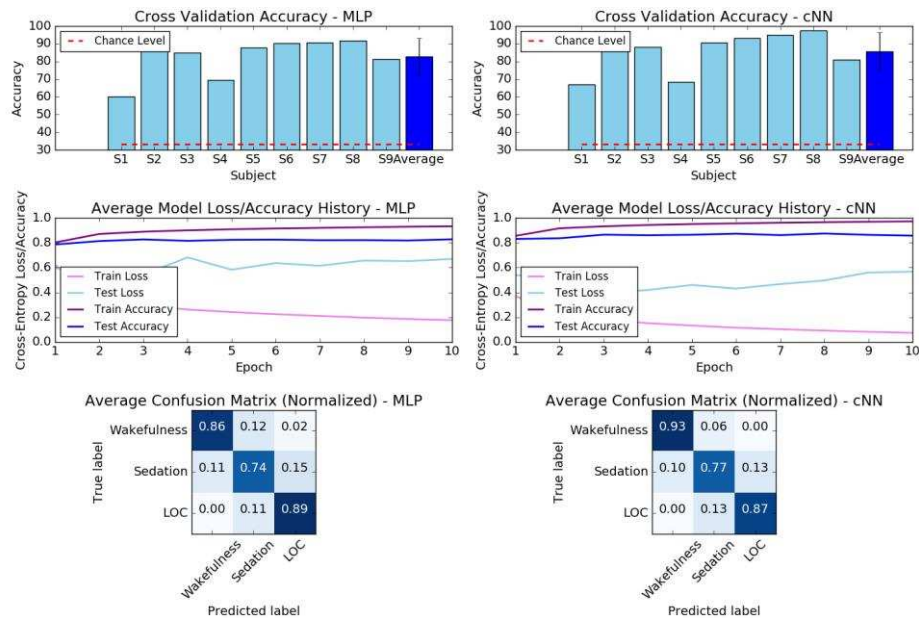 Cross Validation Accuracy - MLP
100
90
80
70
60
50
40
30
Accuracy
Chance Level
S1 S2 S3 S4 S5 S6 S7 S8 S9Average
Subject
Cross Validation Accuracy - cNN
100
90
80
70
60
50
40
30
Accuracy
Chance Level
S1 S2 S3 S4 S5 S6 S7 S8 S9Average
Subject
Average Model Loss/Accuracy History - MLP
Cross-Entropy Loss/Accuracy
1.0
0.8
0.6
0.4
0.2
0.0
Train Loss
Test Loss
Train Accuracy
Test Accuracy
1 2 3 4 5 6 7 8 9 10
Epoch
Average Model Loss/Accuracy History - cNN
Cross-Entropy Loss/Accuracy
1.0
0.8
0.6
0.4
0.2
0.0
Train Loss
Test Loss
Train Accuracy
Test Accuracy
1 2 3 4 5 6 7 8 9 10
Epoch
Average Confusion Matrix (Normalized) - MLP
True label
Wakefulness 0.86 0.12 0.02
Sedation 0.11 0.74 0.15
LOC 0.00 0.11 0.89
Wakefulness Sedation LOC
Predicted label
Average Confusion Matrix (Normalized) - cNN
True label
Wakefulness 0.93 0.06 0.00
Sedation 0.10 0.77 0.13
LOC 0.00 0.13 0.87
Wakefulness Sedation LOC
Predicted label